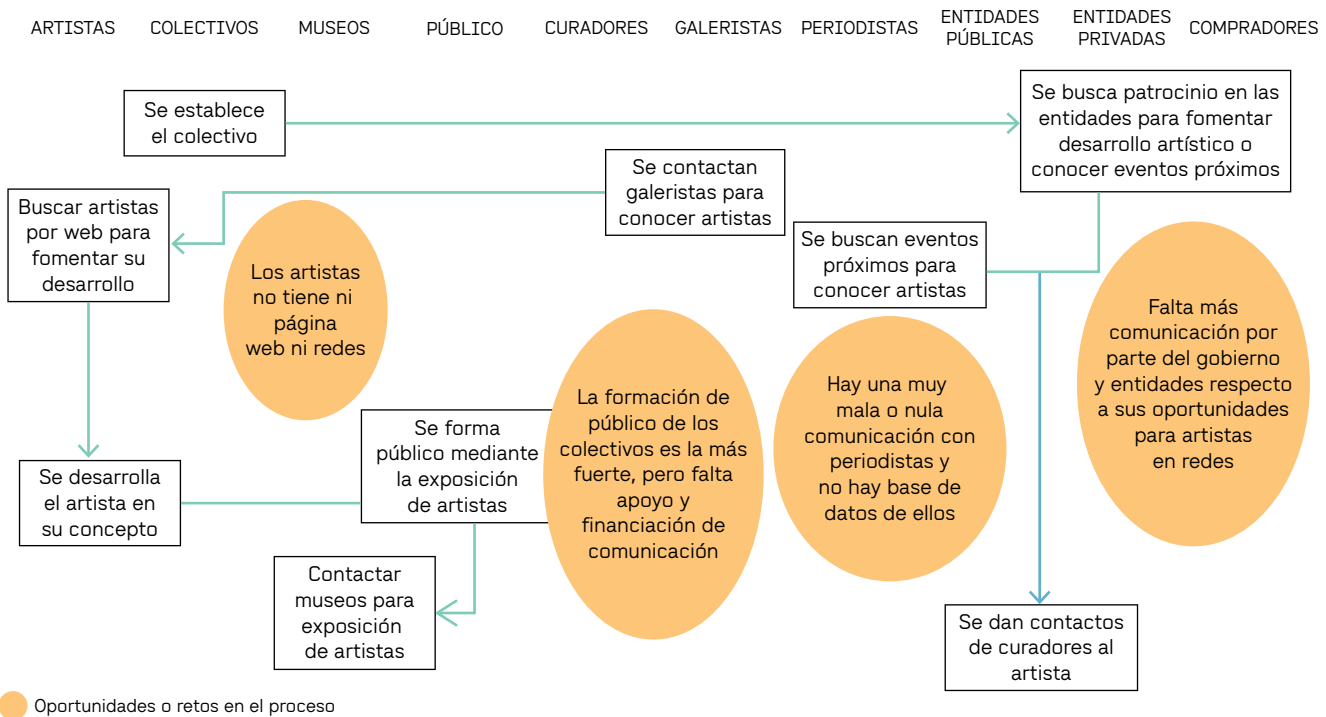 ARTISTAS
COLECTIVOS
MUSEOS
PÚBLICO
CURADORES
GALERISTAS
PERIODISTAS
ENTIDADES
PÚBLICAS
ENTIDADES
PRIVADAS
COMPRADORES
Se establece
el colectivo
Se busca patrocinio en las
entidades para fomentar
desarrollo artístico o
conocer eventos próximos
Se contactan
galeristas para
conocer artistas
Buscar artistas
por web para
fomentar su
desarrollo
Se buscan eventos
próximos para
conocer artistas
Los artistas
no tiene ni
página
web ni redes
Falta más
comunicación por
parte del gobierno
y entidades respecto
a sus oportunidades
para artistas
en redes
La formación de
público de los
colectivos es la más
fuerte, pero falta
apoyo y
financiación de
comunicación
Hay una muy
mala o nula
comunicación con
periodistas y
no hay base de
datos de ellos
Se forma
público mediante
la exposición
de artistas
Se desarrolla
el artista en
su concepto
Contactar
museos para
exposición
de artistas
Se dan contactos
de curadores al
artista
Oportunidades o retos en el proceso